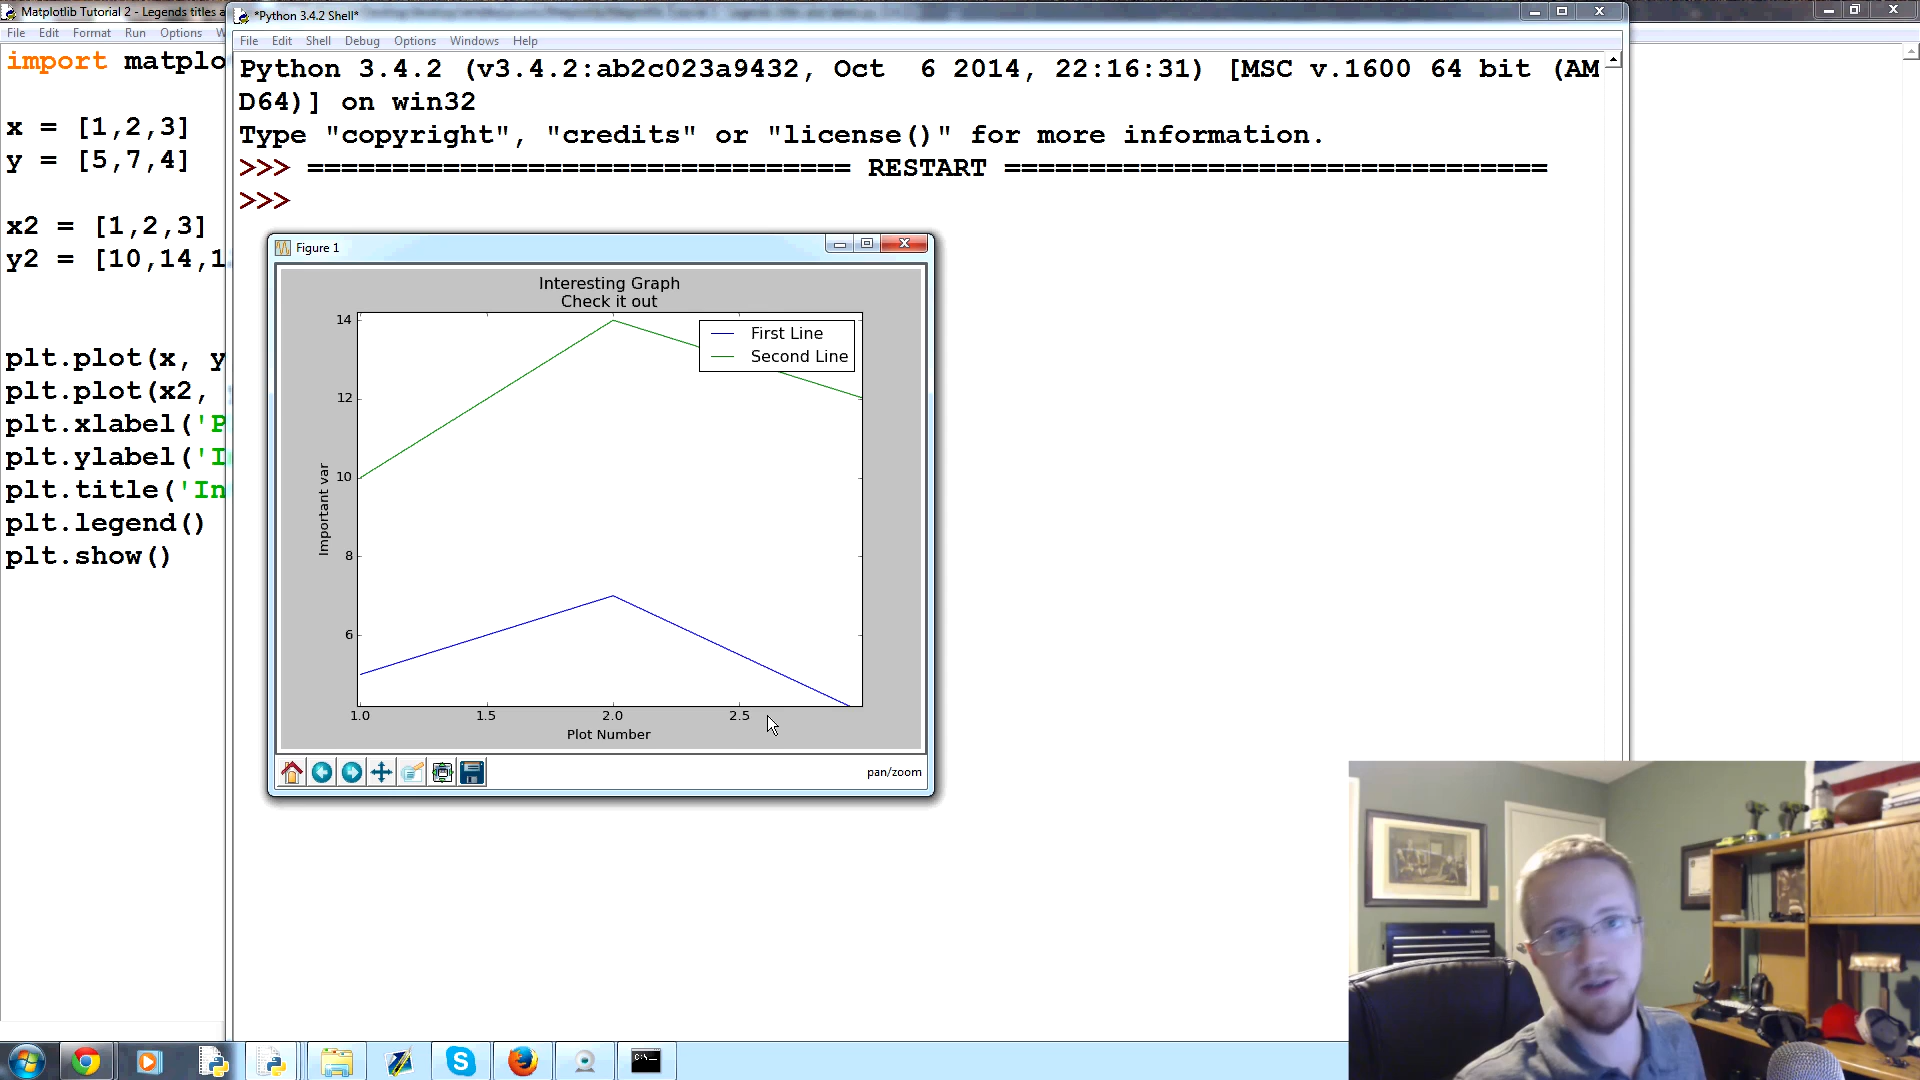 Matplotlib Tutorial 2 - Legends titles a
File Edit Format Run Options W
import matplo
x = [1,2,3]
y = [5,7,4]
x2 = [1,2,3]
y2 = [10,14,1
plt.plot(x, y
plt.plot(x2,
plt.xlabel('P
plt.ylabel('I
plt.title('In
plt.legend()
plt.show()
*Python 3.4.2 Shell*
File Edit Shell Debug Options Windows Help
Python 3.4.2 (v3.4.2:ab2c023a9432, Oct  6 2014, 22:16:31) [MSC v.1600 64 bit (AM
D64)] on win32
Type "copyright", "credits" or "license()" for more information.
>>> ================================ RESTART ================================
>>>
Figure 1
Interesting Graph
Check it out
First Line
Second Line
14
12
10
8
6
Important var
1.0 1.5 2.0 2.5
Plot Number
pan/zoom
C:\_